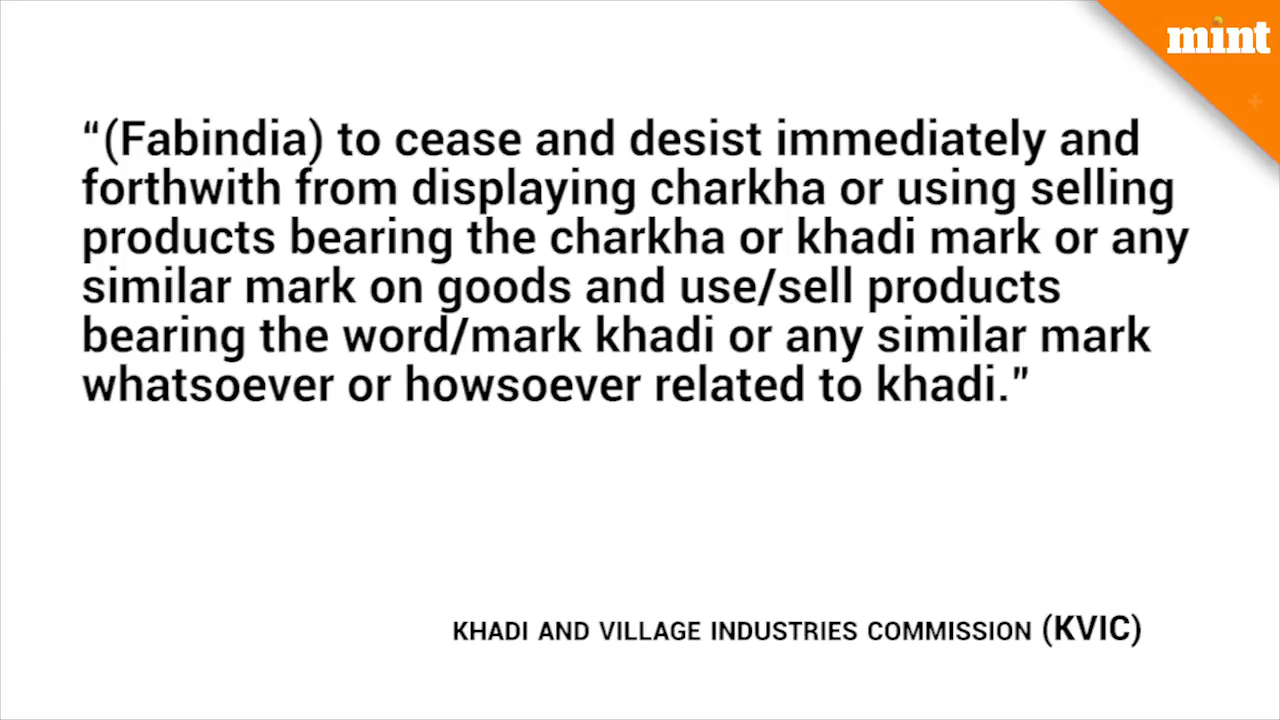 mint
“(Fabindia) to cease and desist immediately and
forthwith from displaying charkha or using selling
products bearing the charkha or khadi mark or any
similar mark on goods and use/sell products
bearing the word/mark khadi or any similar mark
whatsoever or howsoever related to khadi.”
KHADI AND VILLAGE INDUSTRIES COMMISSION (KVIC)